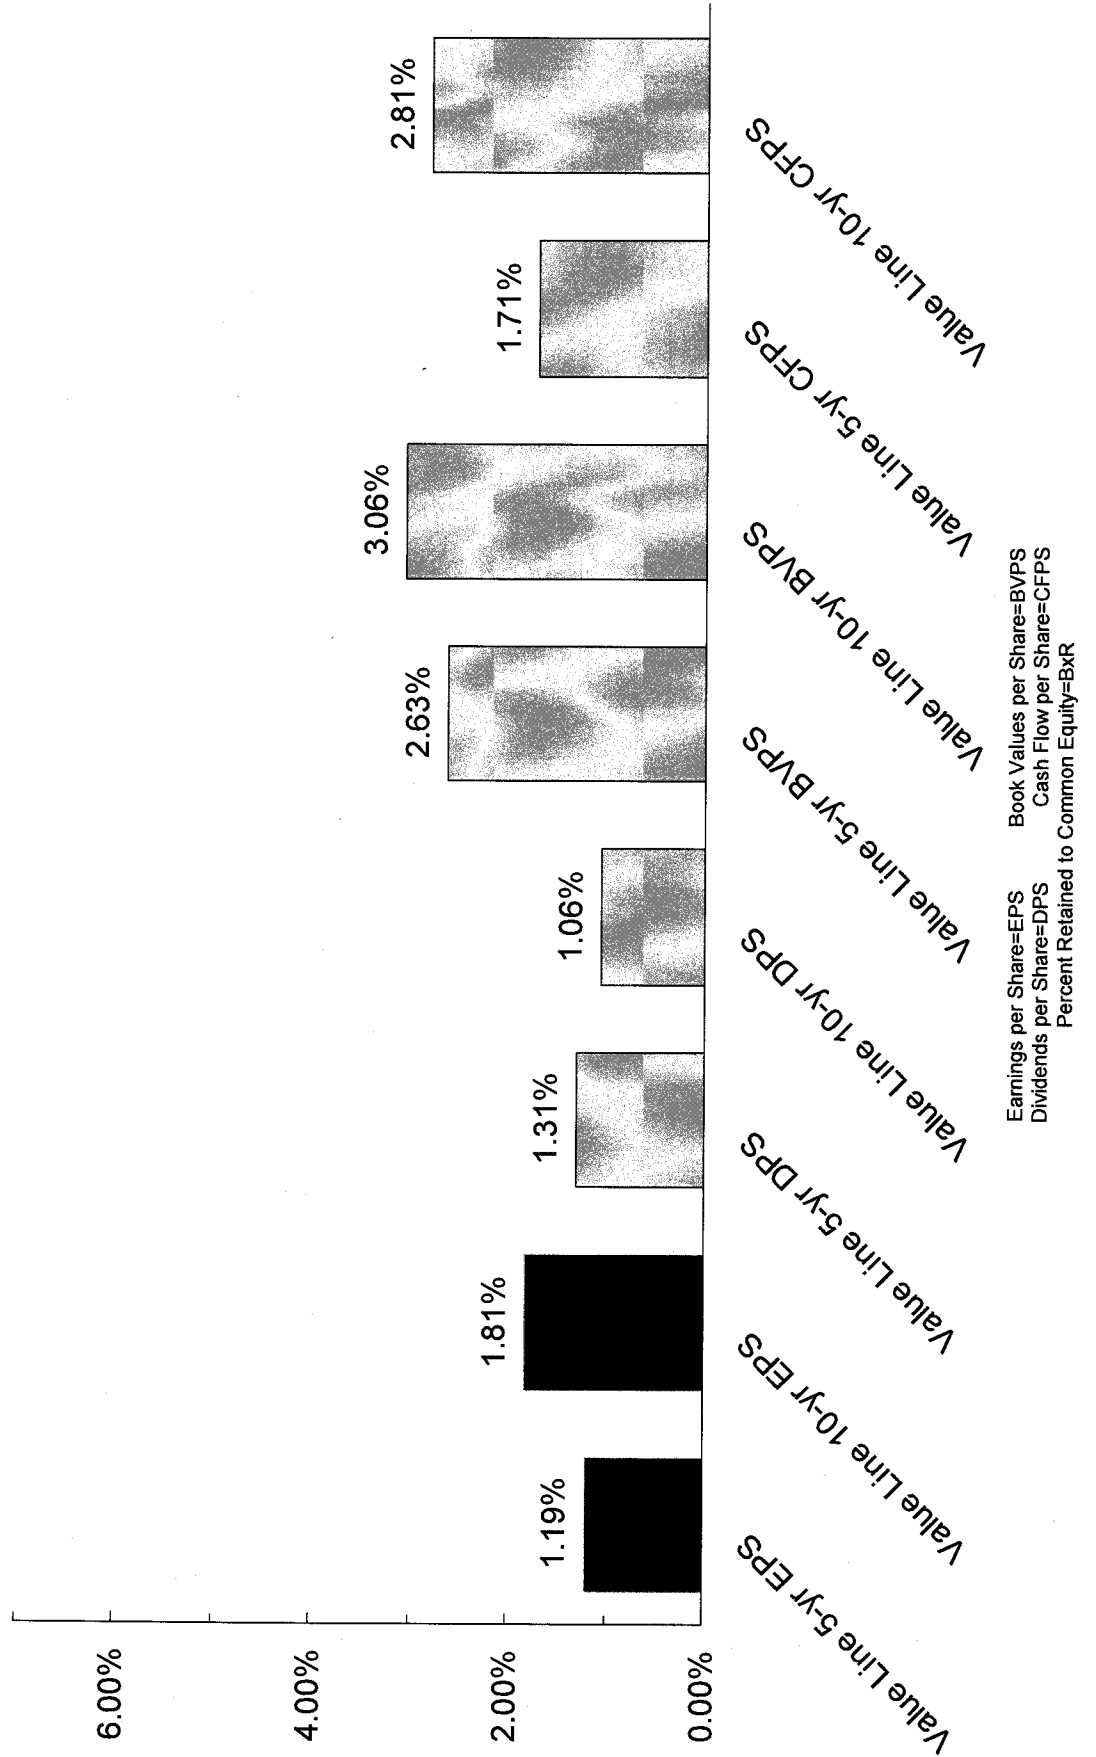 6.00%
4.00%
2.00%
0.00%
1.19%
1.81%
1.31%
1.06%
2.63%
3.06%
1.71%
2.81%
Value Line 5-yr EPS
Value Line 10-yr EPS
Value Line 5-yr DPS
Value Line 10-yr DPS
Value Line 5-yr BVPS
Value Line 10-yr BVPS
Value Line 5-yr CFPS
Value Line 10-yr CFPS
Earnings per Share=EPS Book Values per Share=BVPS
Dividends per Share=DPS Cash Flow per Share=CFPS
Percent Retained to Common Equity=BxR